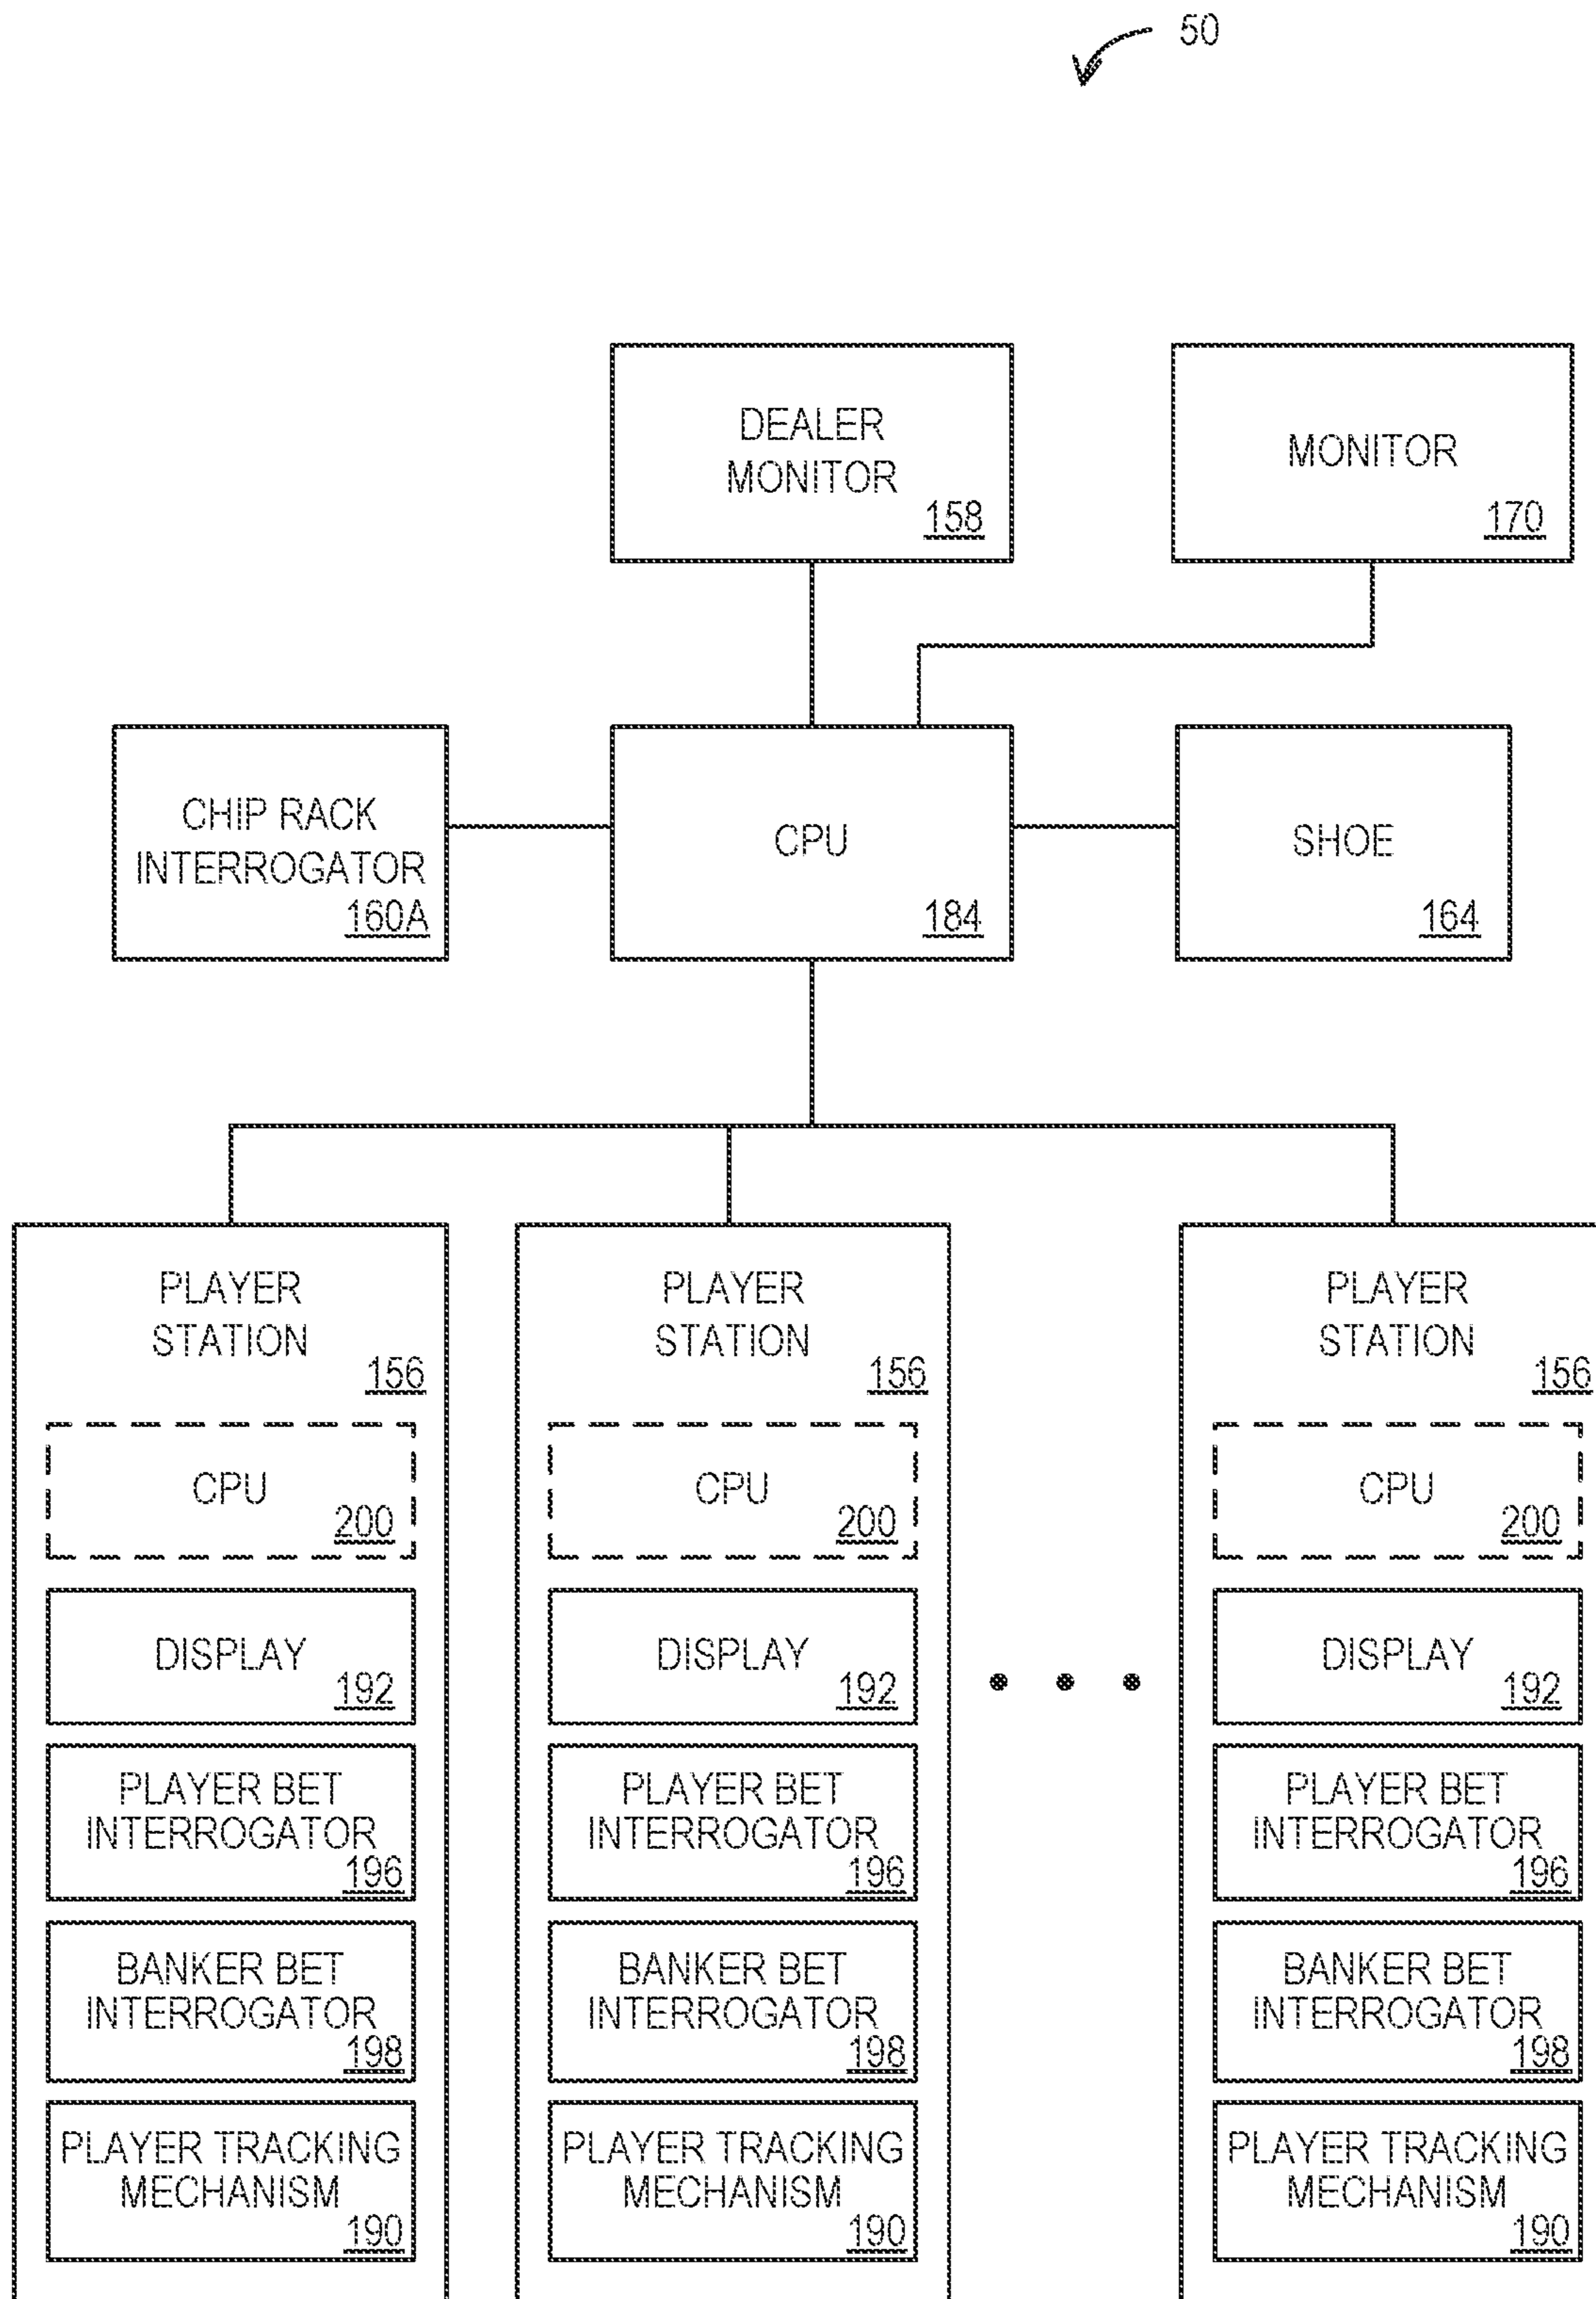 50
DEALER
MONITOR
158
MONITOR
170
CHIP RACK
INTERROGATOR
160A
CPU
184
SHOE
164
PLAYER
STATION
156
CPU
200
DISPLAY
192
PLAYER BET
INTERROGATOR
196
BANKER BET
INTERROGATOR
198
PLAYER TRACKING
MECHANISM
190
PLAYER
STATION
156
CPU
200
DISPLAY
192
PLAYER BET
INTERROGATOR
196
BANKER BET
INTERROGATOR
198
PLAYER TRACKING
MECHANISM
190
PLAYER
STATION
156
CPU
200
DISPLAY
192
PLAYER BET
INTERROGATOR
196
BANKER BET
INTERROGATOR
198
PLAYER TRACKING
MECHANISM
190